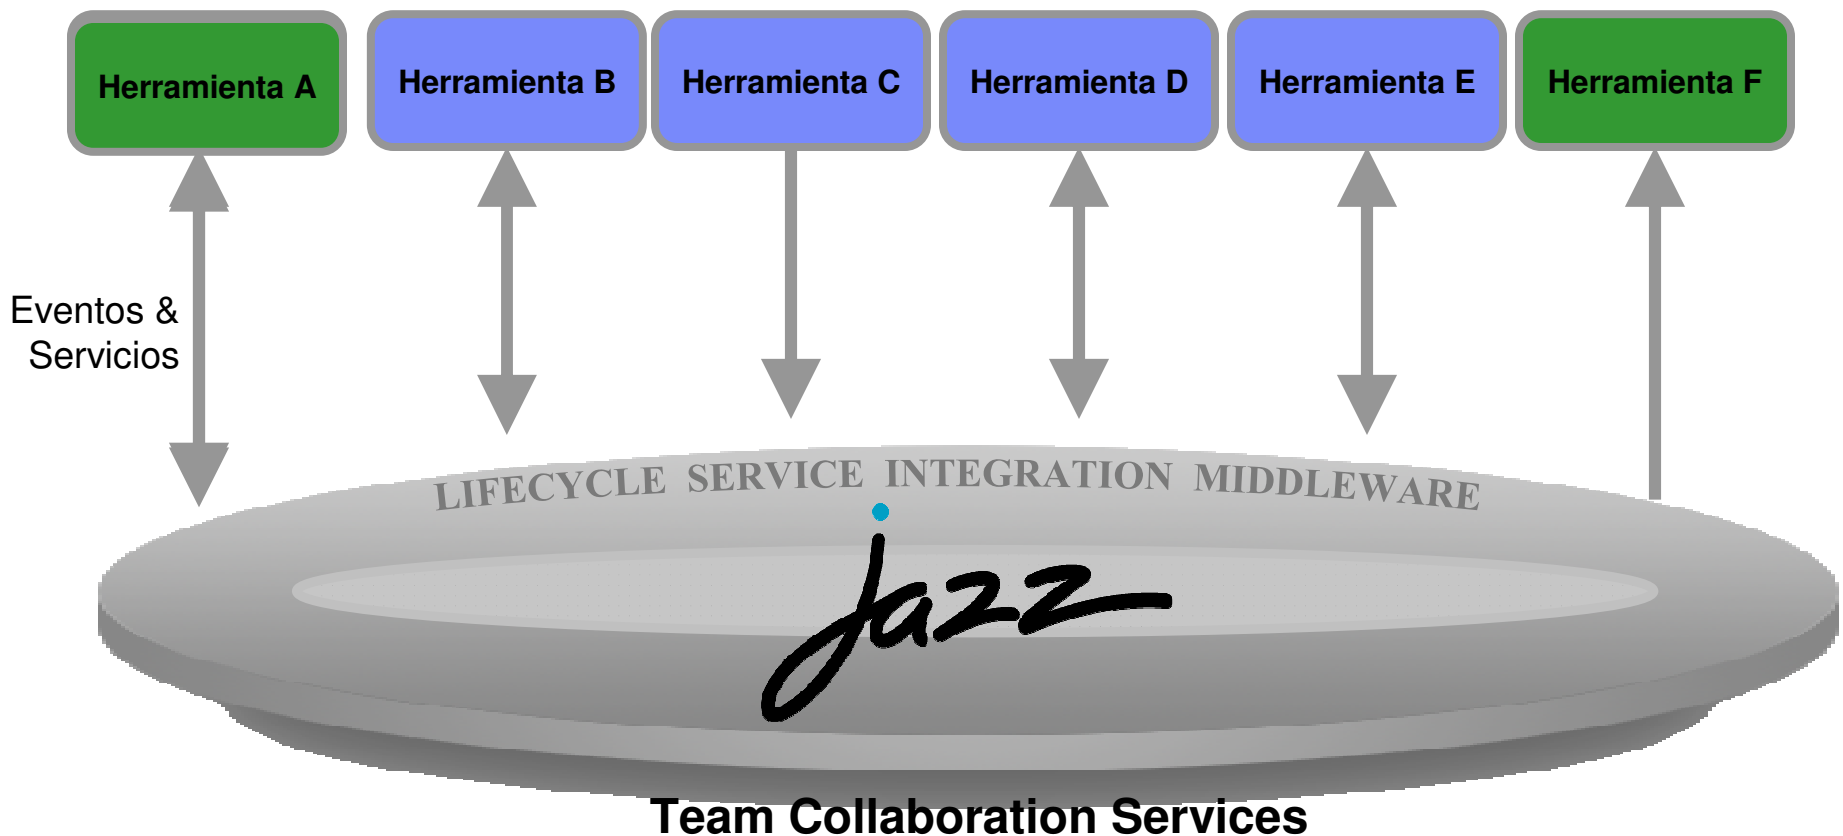 Herramienta A
Herramienta B
Herramienta C
Herramienta D
Herramienta E
Herramienta F
Eventos &
Servicios
LIFECYCLE SERVICE INTEGRATION MIDDLEWARE
jazz
Team Collaboration Services